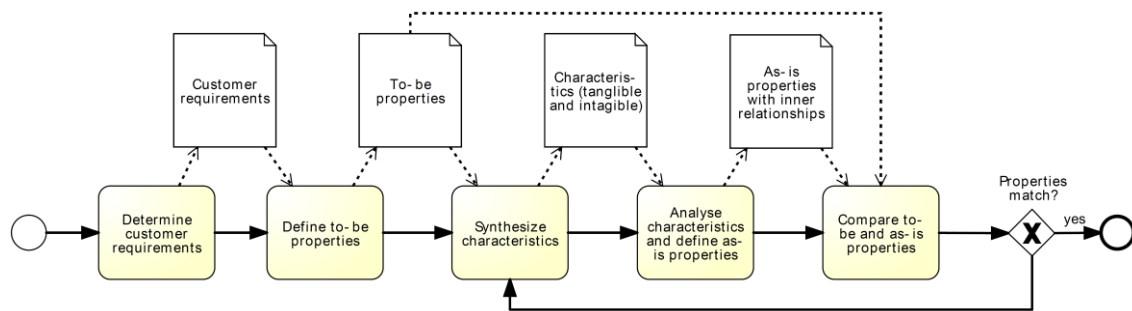 Customer
requirements
To- be
properties
Characteris-
tics (tanglible
and intagible)
As- is
properties
with inner
relationships
Determine
customer
requirements
Define to- be
properties
Synthesize
characteristics
Analyse
characteristics
and define as-
is properties
Compare to-
be and as- is
properties
Properties
match?
X
yes